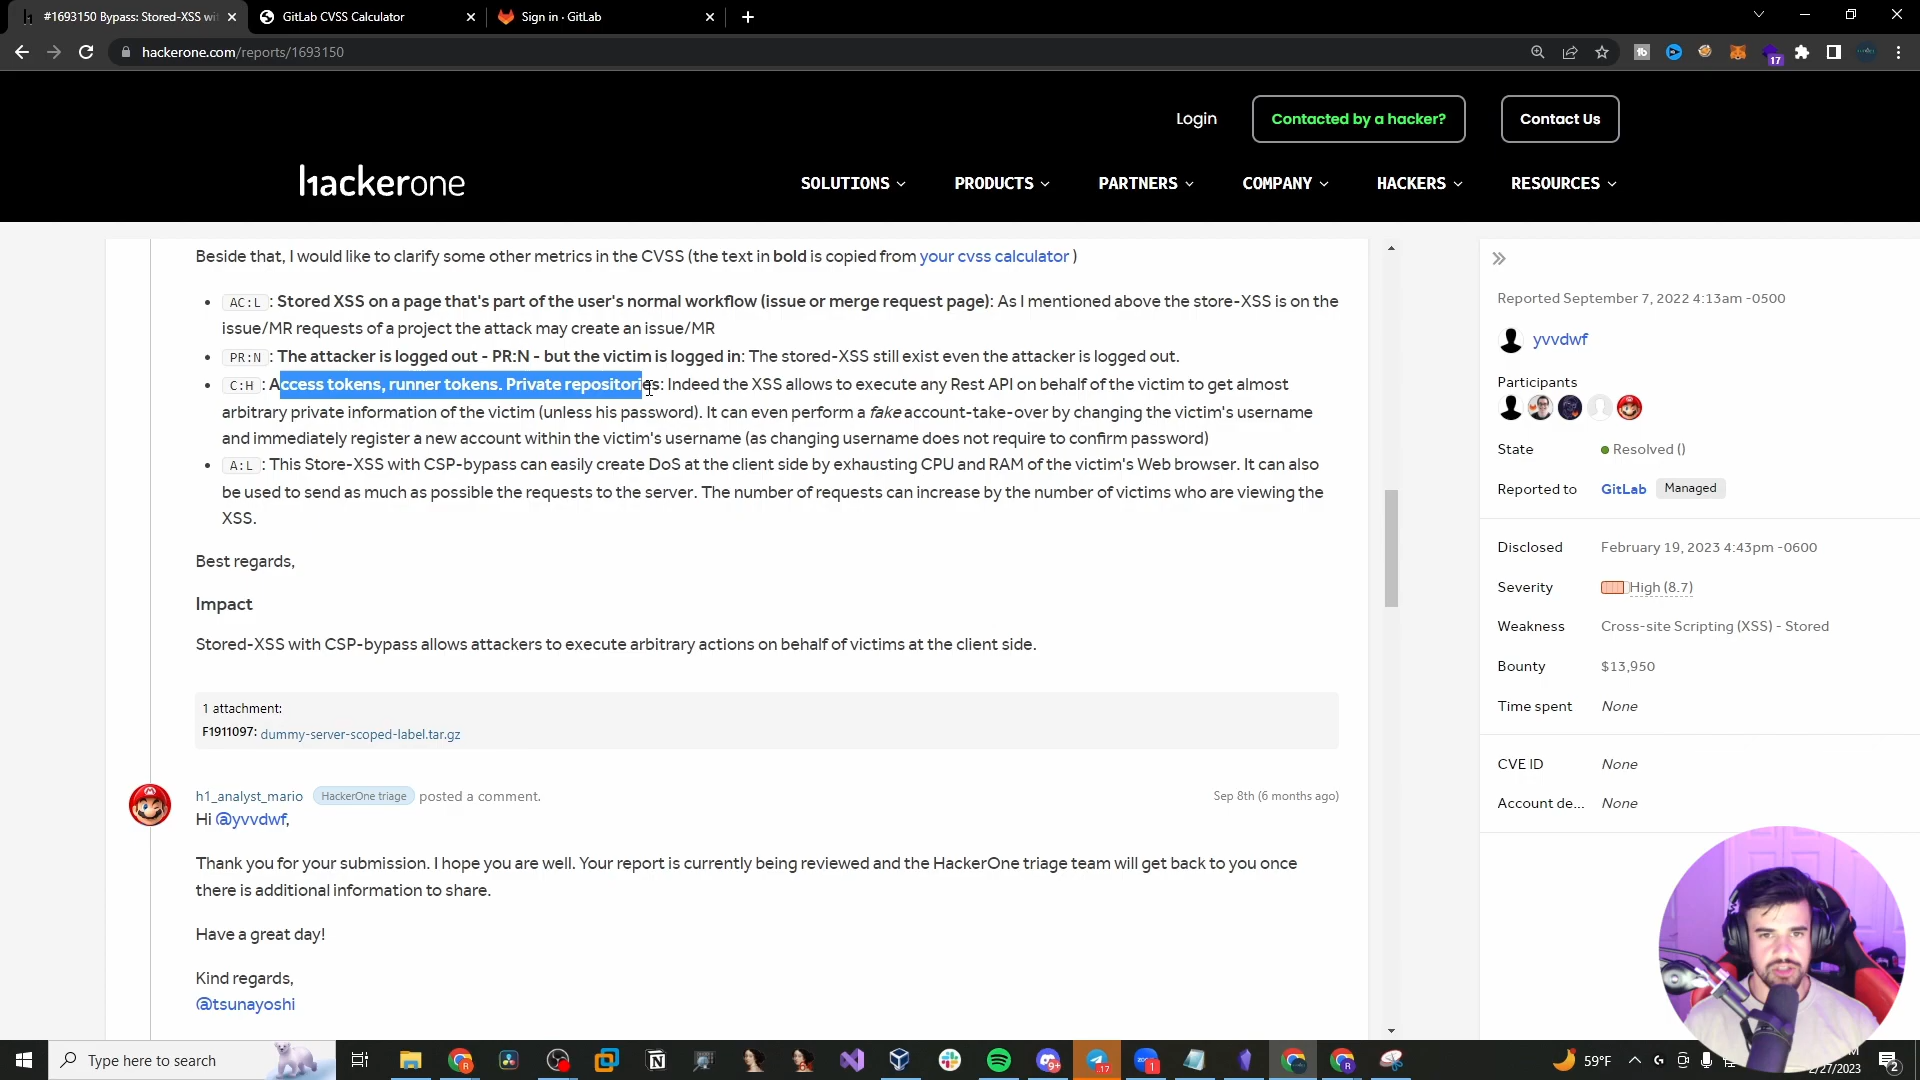 #1693150 Bypass: Stored-XSS wi
GitLab CVSS Calculator
Sign in · GitLab
hackerone.com/reports/1693150
17
Login
Contacted by a hacker?
Contact Us
hackerone
SOLUTIONS
PRODUCTS
PARTNERS
COMPANY
HACKERS
RESOURCES
Beside that, I would like to clarify some other metrics in the CVSS (the text in bold is copied from your cvss calculator )
AC:L : Stored XSS on a page that's part of the user's normal workflow (issue or merge request page): As I mentioned above the store-XSS is on the
issue/MR requests of a project the attack may create an issue/MR
PR:N : The attacker is logged out - PR:N - but the victim is logged in: The stored-XSS still exist even the attacker is logged out.
C:H : Access tokens, runner tokens. Private repositories: Indeed the XSS allows to execute any Rest API on behalf of the victim to get almost
arbitrary private information of the victim (unless his password). It can even perform a fake account-take-over by changing the victim's username
and immediately register a new account within the victim's username (as changing username does not require to confirm password)
A:L : This Store-XSS with CSP-bypass can easily create DoS at the client side by exhausting CPU and RAM of the victim's Web browser. It can also
be used to send as much as possible the requests to the server. The number of requests can increase by the number of victims who are viewing the
XSS.
Best regards,
Impact
Stored-XSS with CSP-bypass allows attackers to execute arbitrary actions on behalf of victims at the client side.
1 attachment:
F1911097: dummy-server-scoped-label.tar.gz
h1_analyst_mario HackerOne triage posted a comment.
Sep 8th (6 months ago)
Hi @yvvdwf,
Thank you for your submission. I hope you are well. Your report is currently being reviewed and the HackerOne triage team will get back to you once
there is additional information to share.
Have a great day!
Kind regards,
@tsunayoshi
Reported September 7, 2022 4:13am -0500
yvvdwf
Participants
State Resolved ()
Reported to GitLab Managed
Disclosed February 19, 2023 4:43pm -0600
Severity High (8.7)
Weakness Cross-site Scripting (XSS) - Stored
Bounty $13,950
Time spent None
CVE ID None
Account de... None
Type here to search
59°F
2/27/2023
2